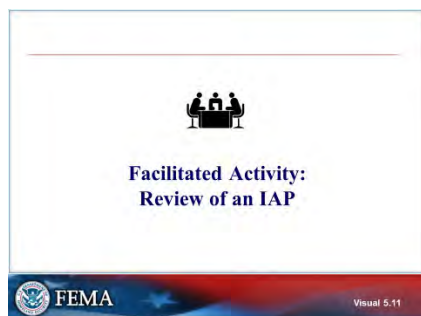 Facilitated Activity:
Review of an IAP
FEMA
Visual 5.11